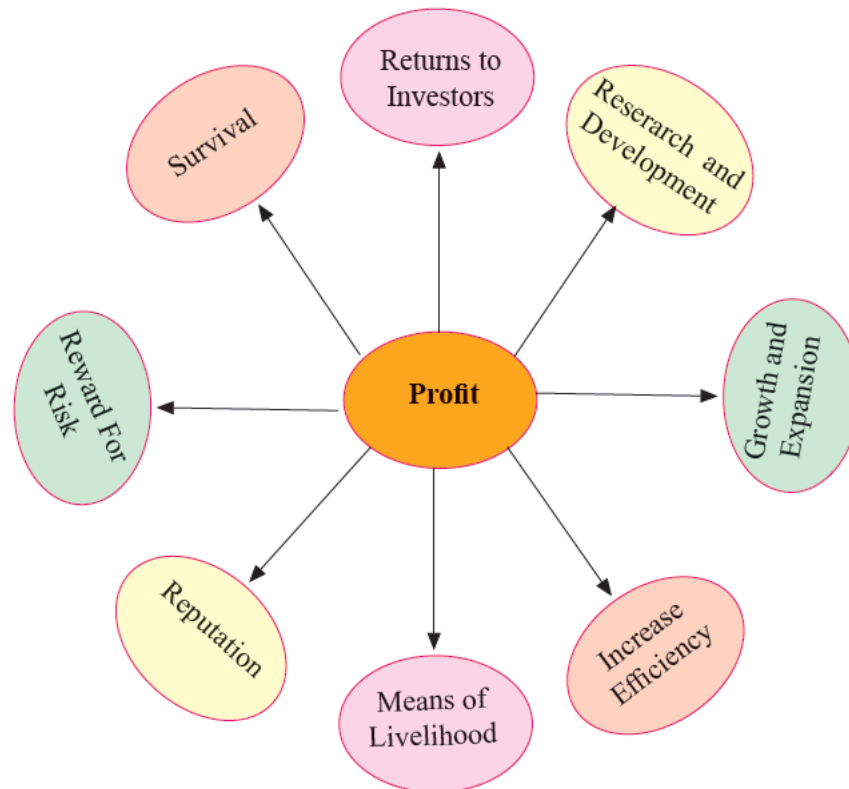 Returns to
Investors
Reserarch and
Development
Survival
Growth and
Expansion
Profit
Reward For
Risk
Increase
Efficiency
Reputation
Means of
Livelihood